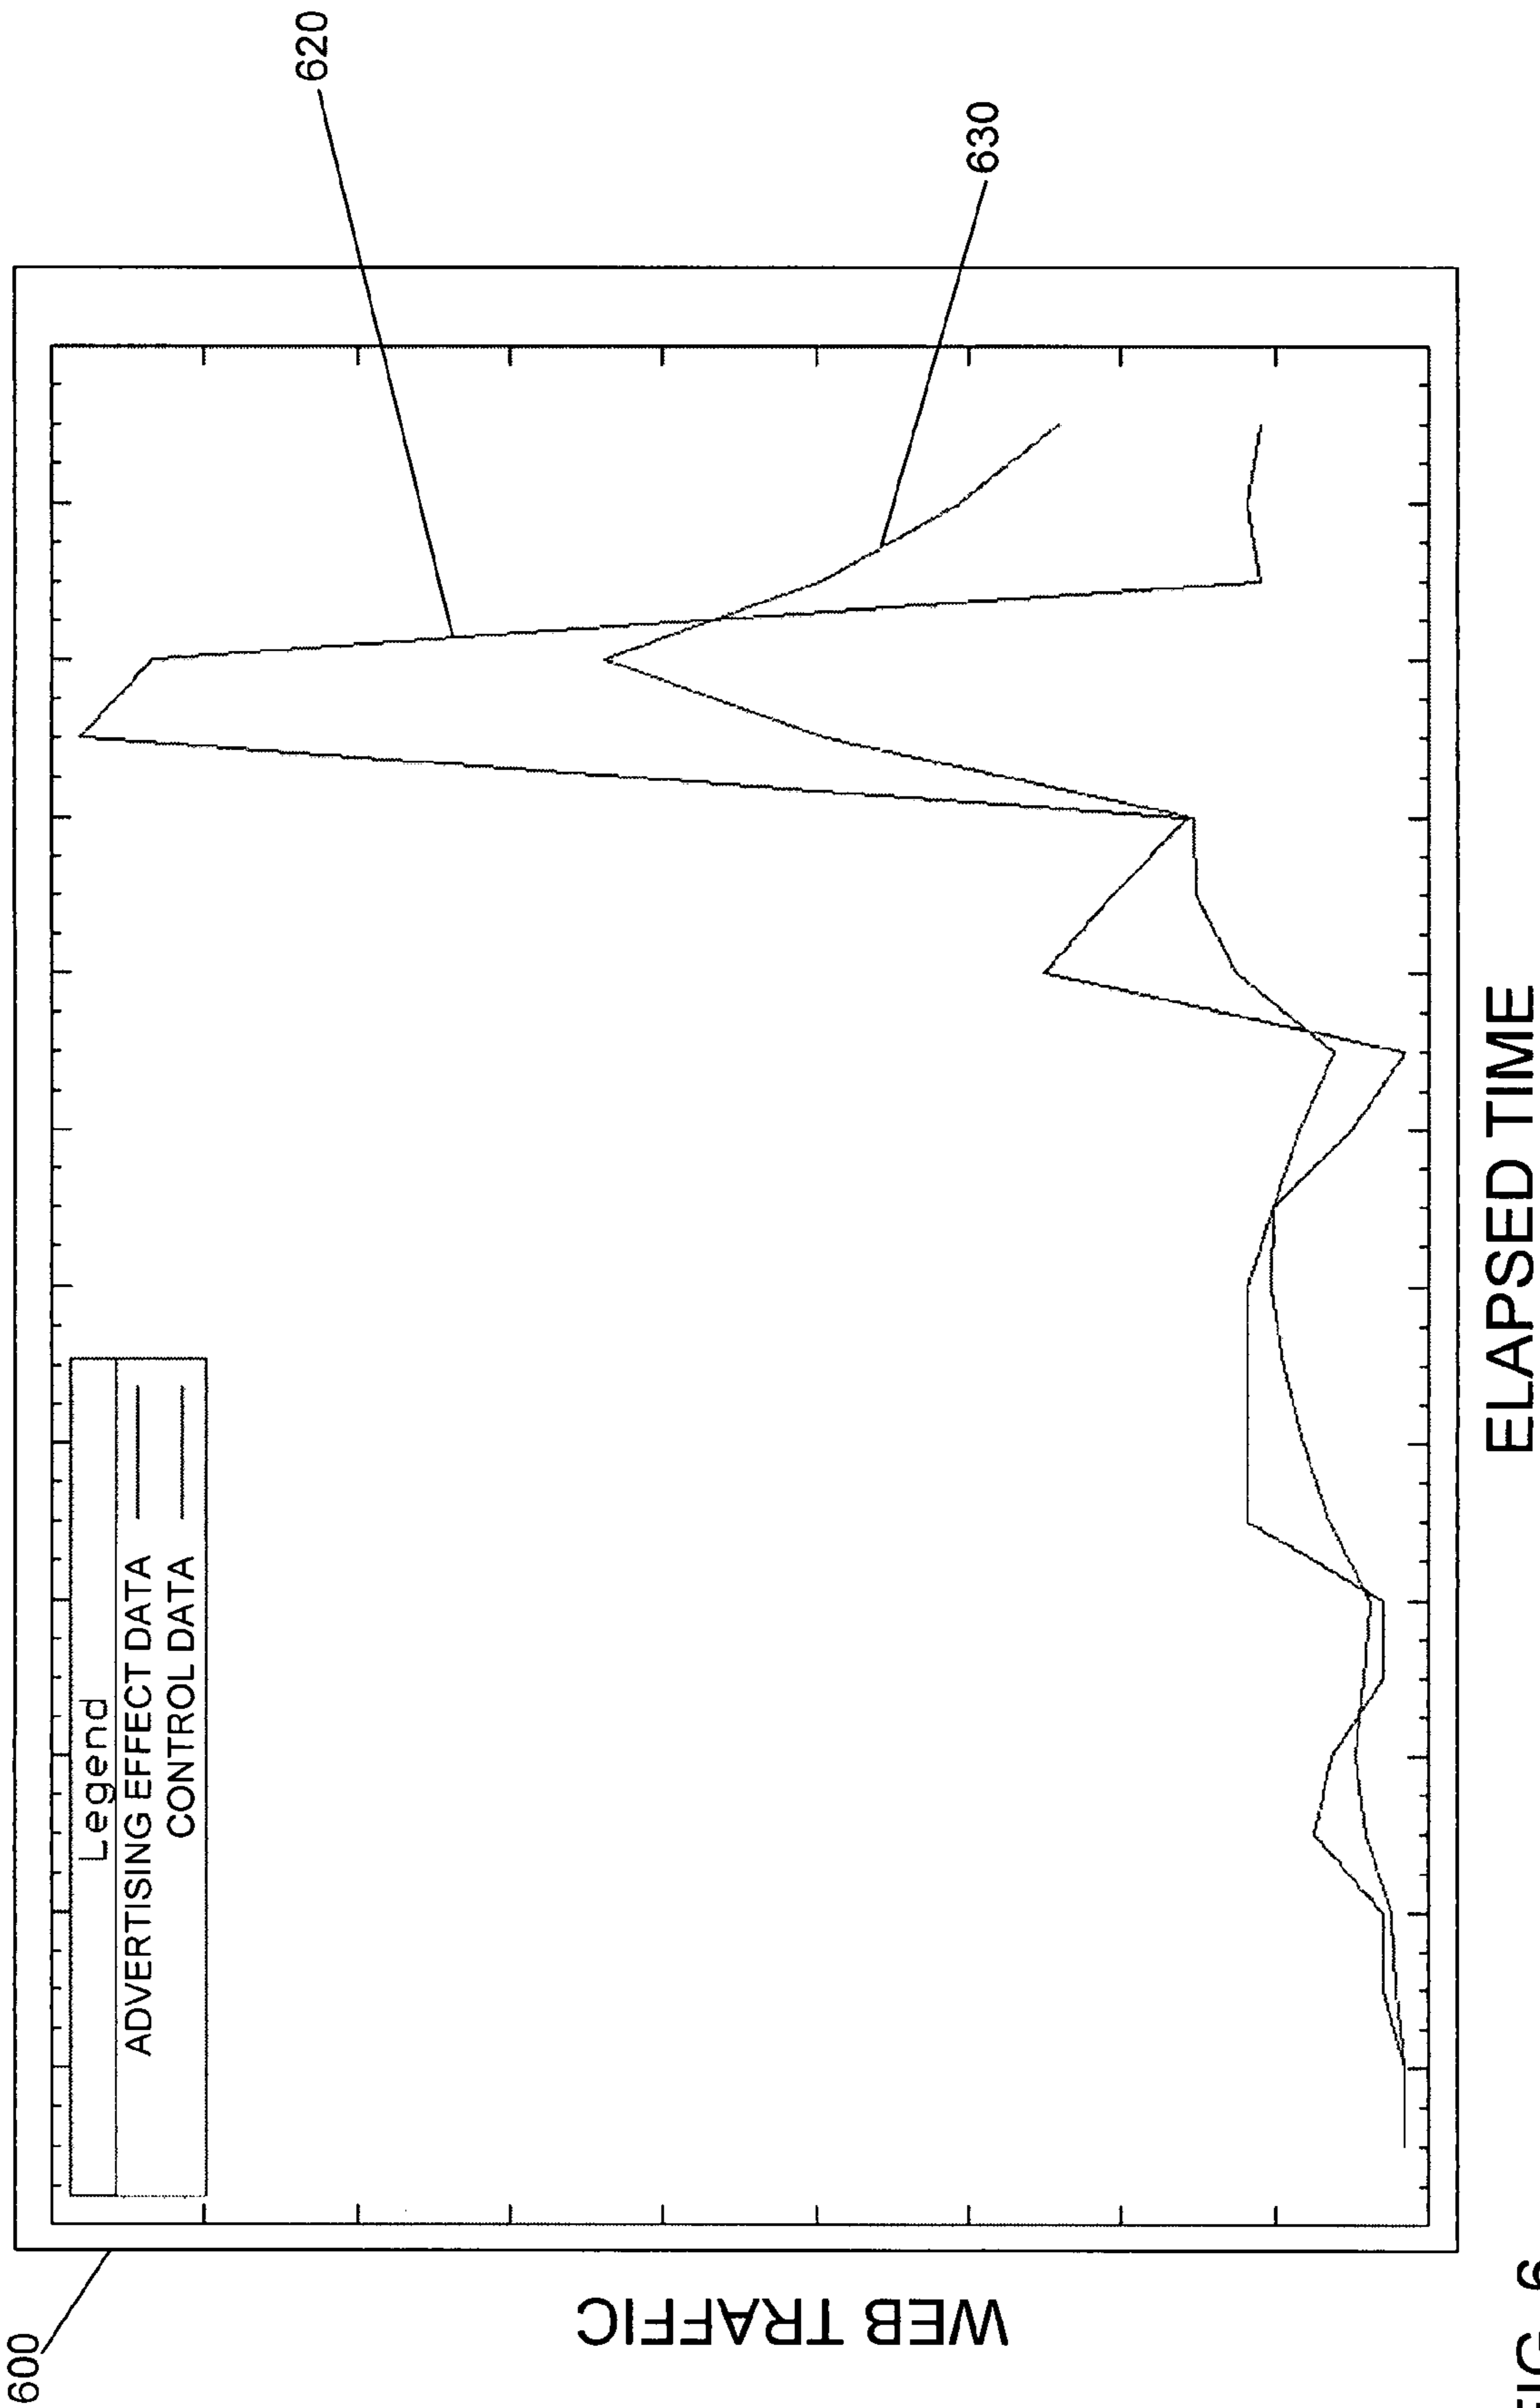 600
Legend
ADVERTISING EFFECT DATA
CONTROL DATA
620
WEB TRAFFIC
630
ELAPSED TIME
FIG. 6